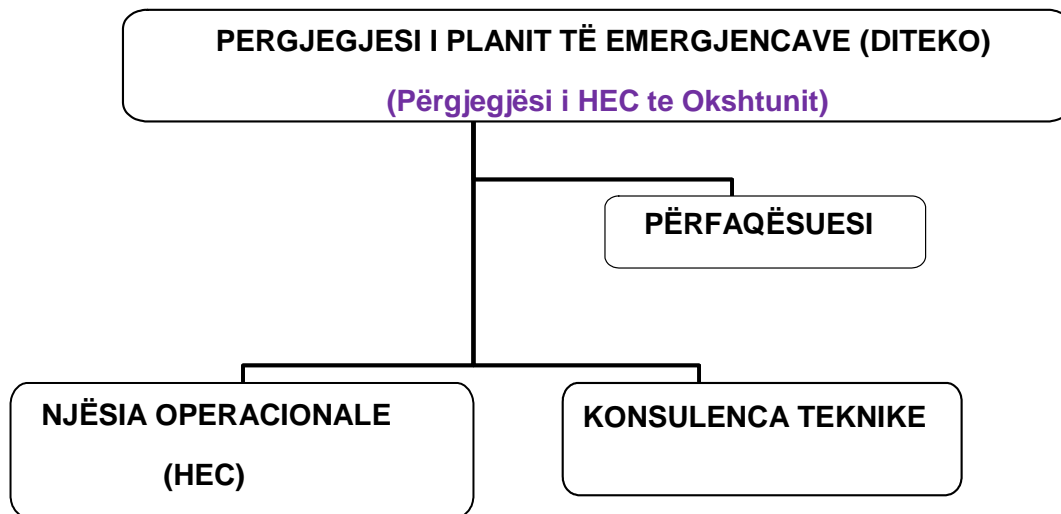 PERGJEGJESI I PLANIT TË EMERGJENCAVE (DITEKO)
(Përgjegjësi i HEC te Okshtunit)
PËRFAQËSUESI
NJËSIA OPERACIONALE
(HEC)
KONSULENCA TEKNIKE